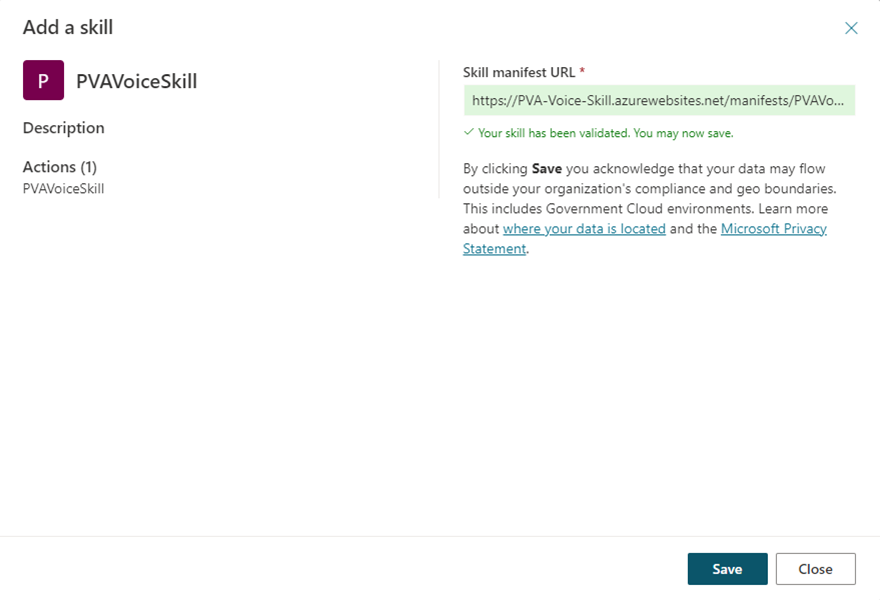 Add a skill
P
PVAVoiceSkill
Description
Actions (1)
PVAVoiceSkill
Skill manifest URL *
https://PVA-Voice-Skill.azurewebsites.net/manifests/PVAVo...
Your skill has been validated. You may now save.
By clicking Save you acknowledge that your data may flow
outside your organization's compliance and geo boundaries.
This includes Government Cloud environments. Learn more
about where your data is located and the Microsoft Privacy
Statement.
Save
Close